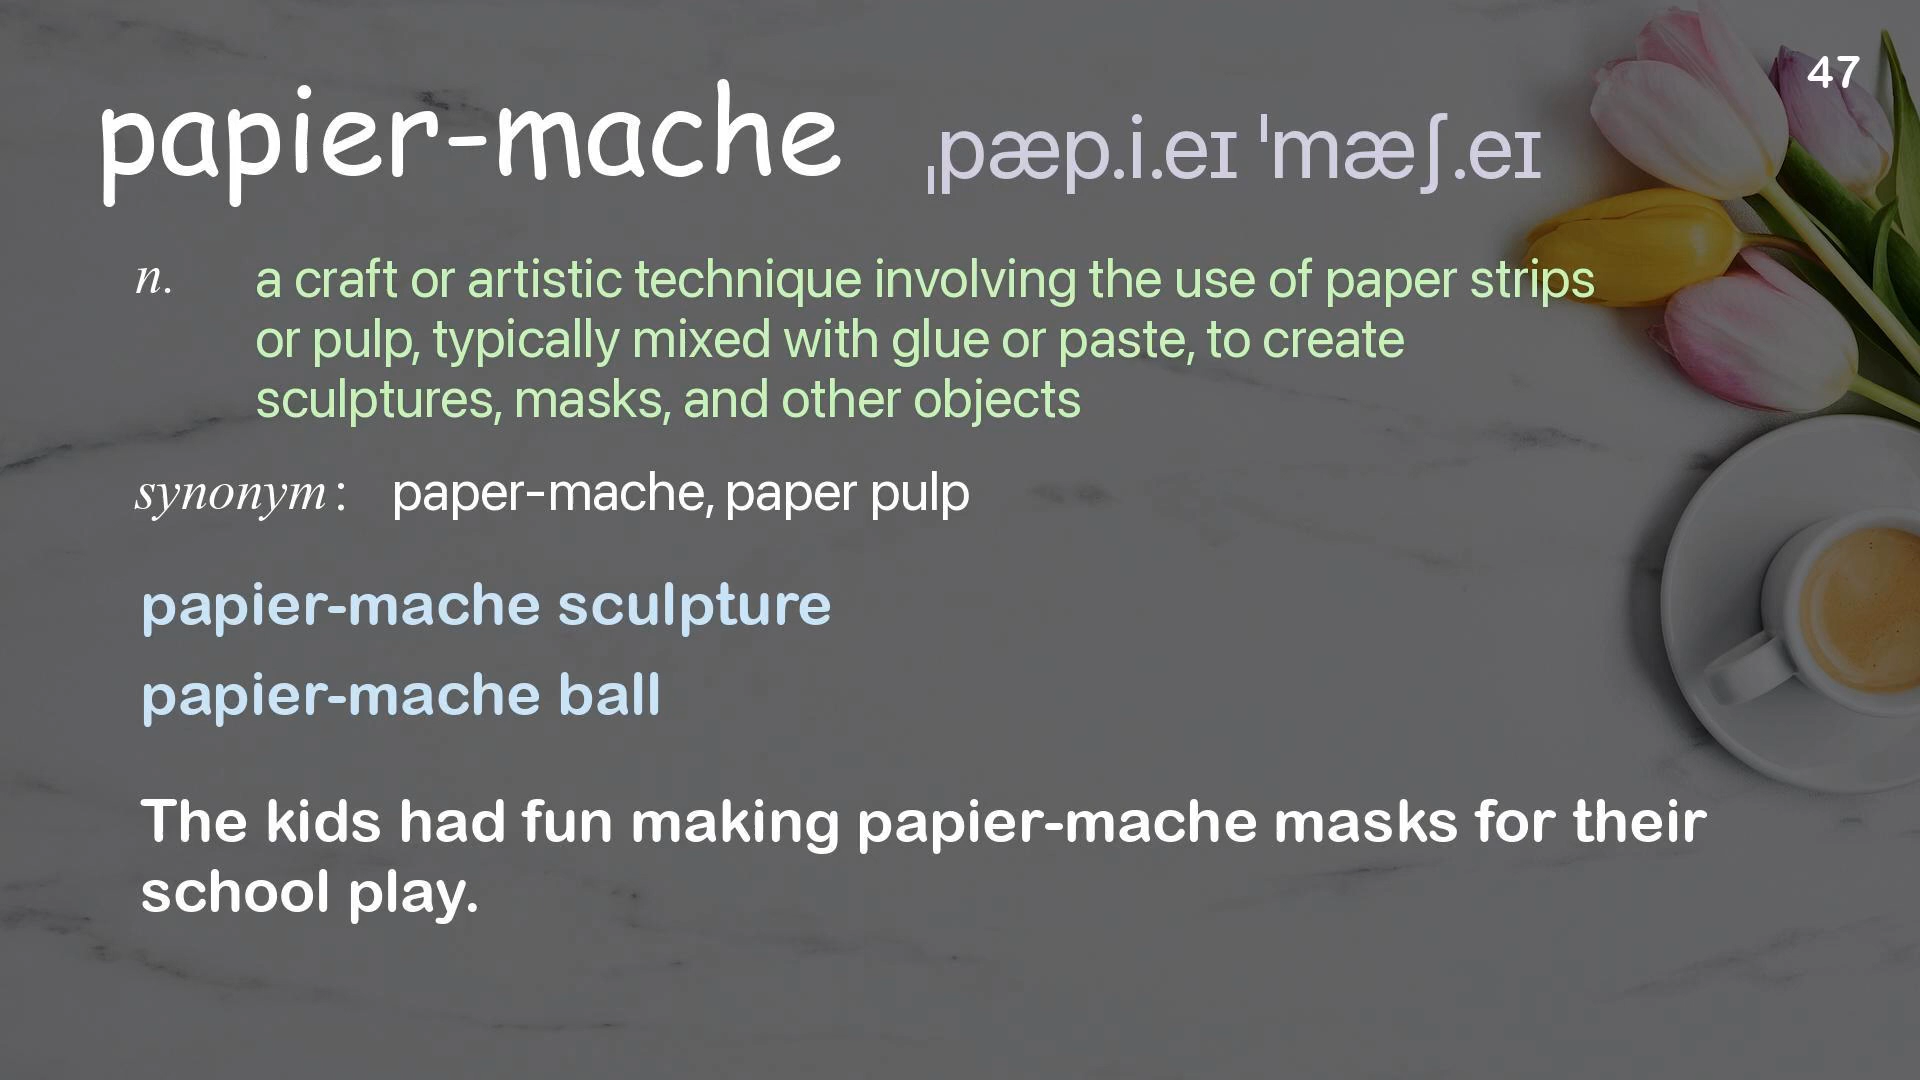 47
papier-mache ˌpæp.i.eɪ ˈmæʃ.eɪ
n. a craft or artistic technique involving the use of paper strips
or pulp, typically mixed with glue or paste, to create
sculptures, masks, and other objects
synonym: paper-mache, paper pulp
papier-mache sculpture
papier-mache ball
The kids had fun making papier-mache masks for their
school play.